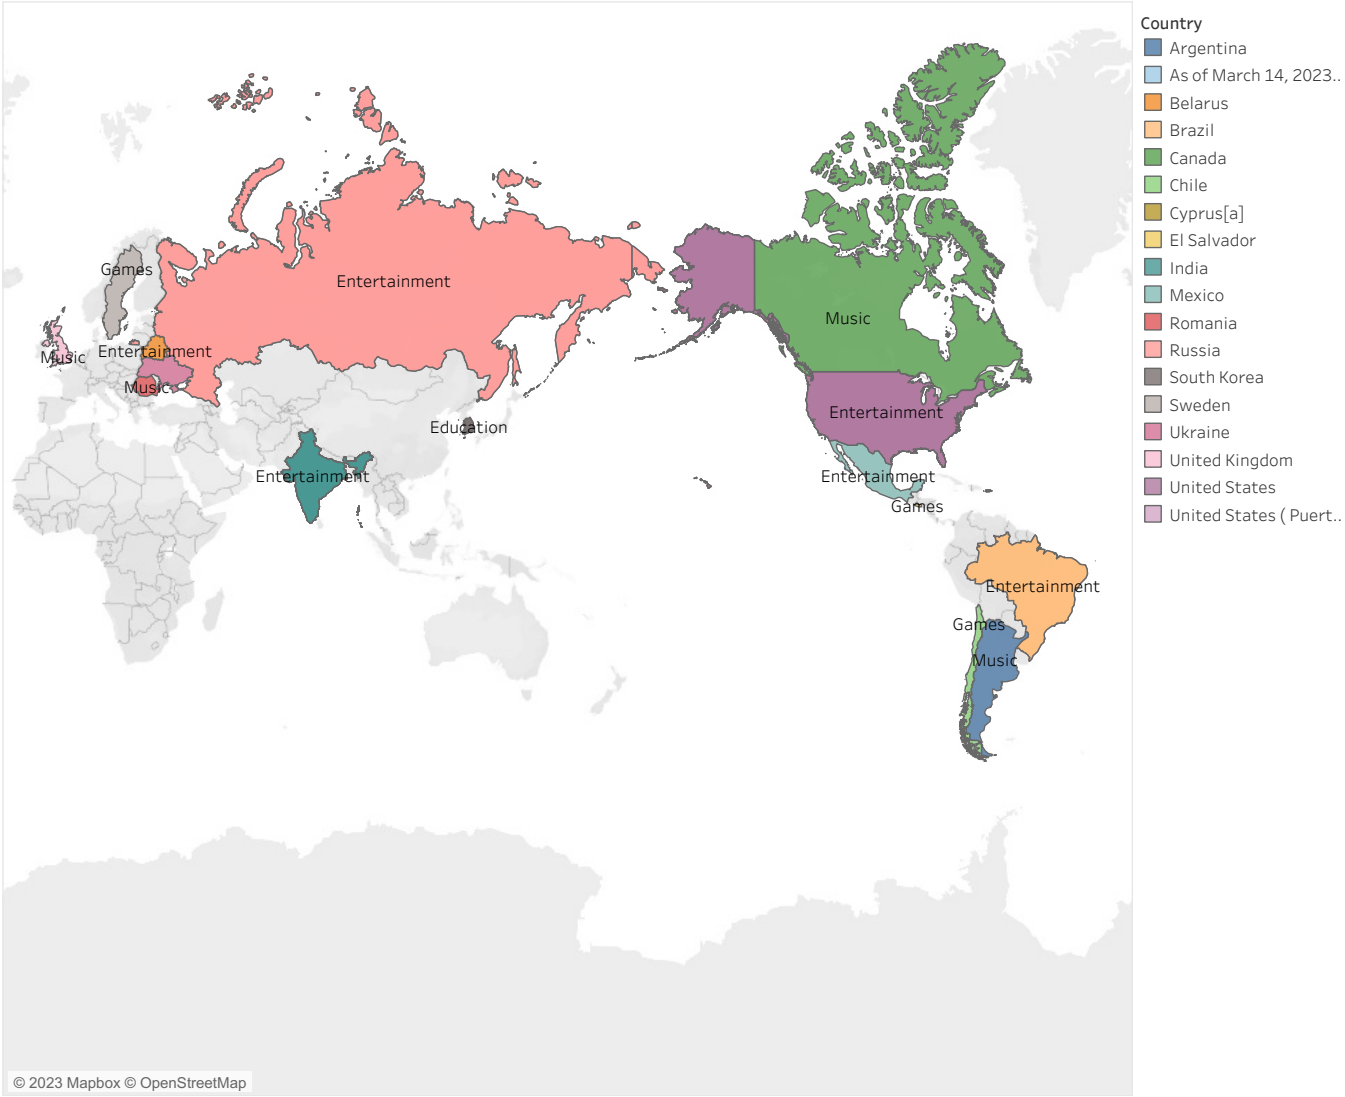 Country
Argentina
As of March 14, 2023..
Belarus
Brazil
Canada
Chile
Cyprus[a]
El Salvador
India
Mexico
Romania
Russia
South Korea
Sweden
Ukraine
United Kingdom
United States
United States ( Puert..
Games
Entertainment
Music
Music
Entertainment
Music
Entertainment
Education
Entertainment
Entertainment
Games
Entertainment
Games
Music
© 2023 Mapbox © OpenStreetMap